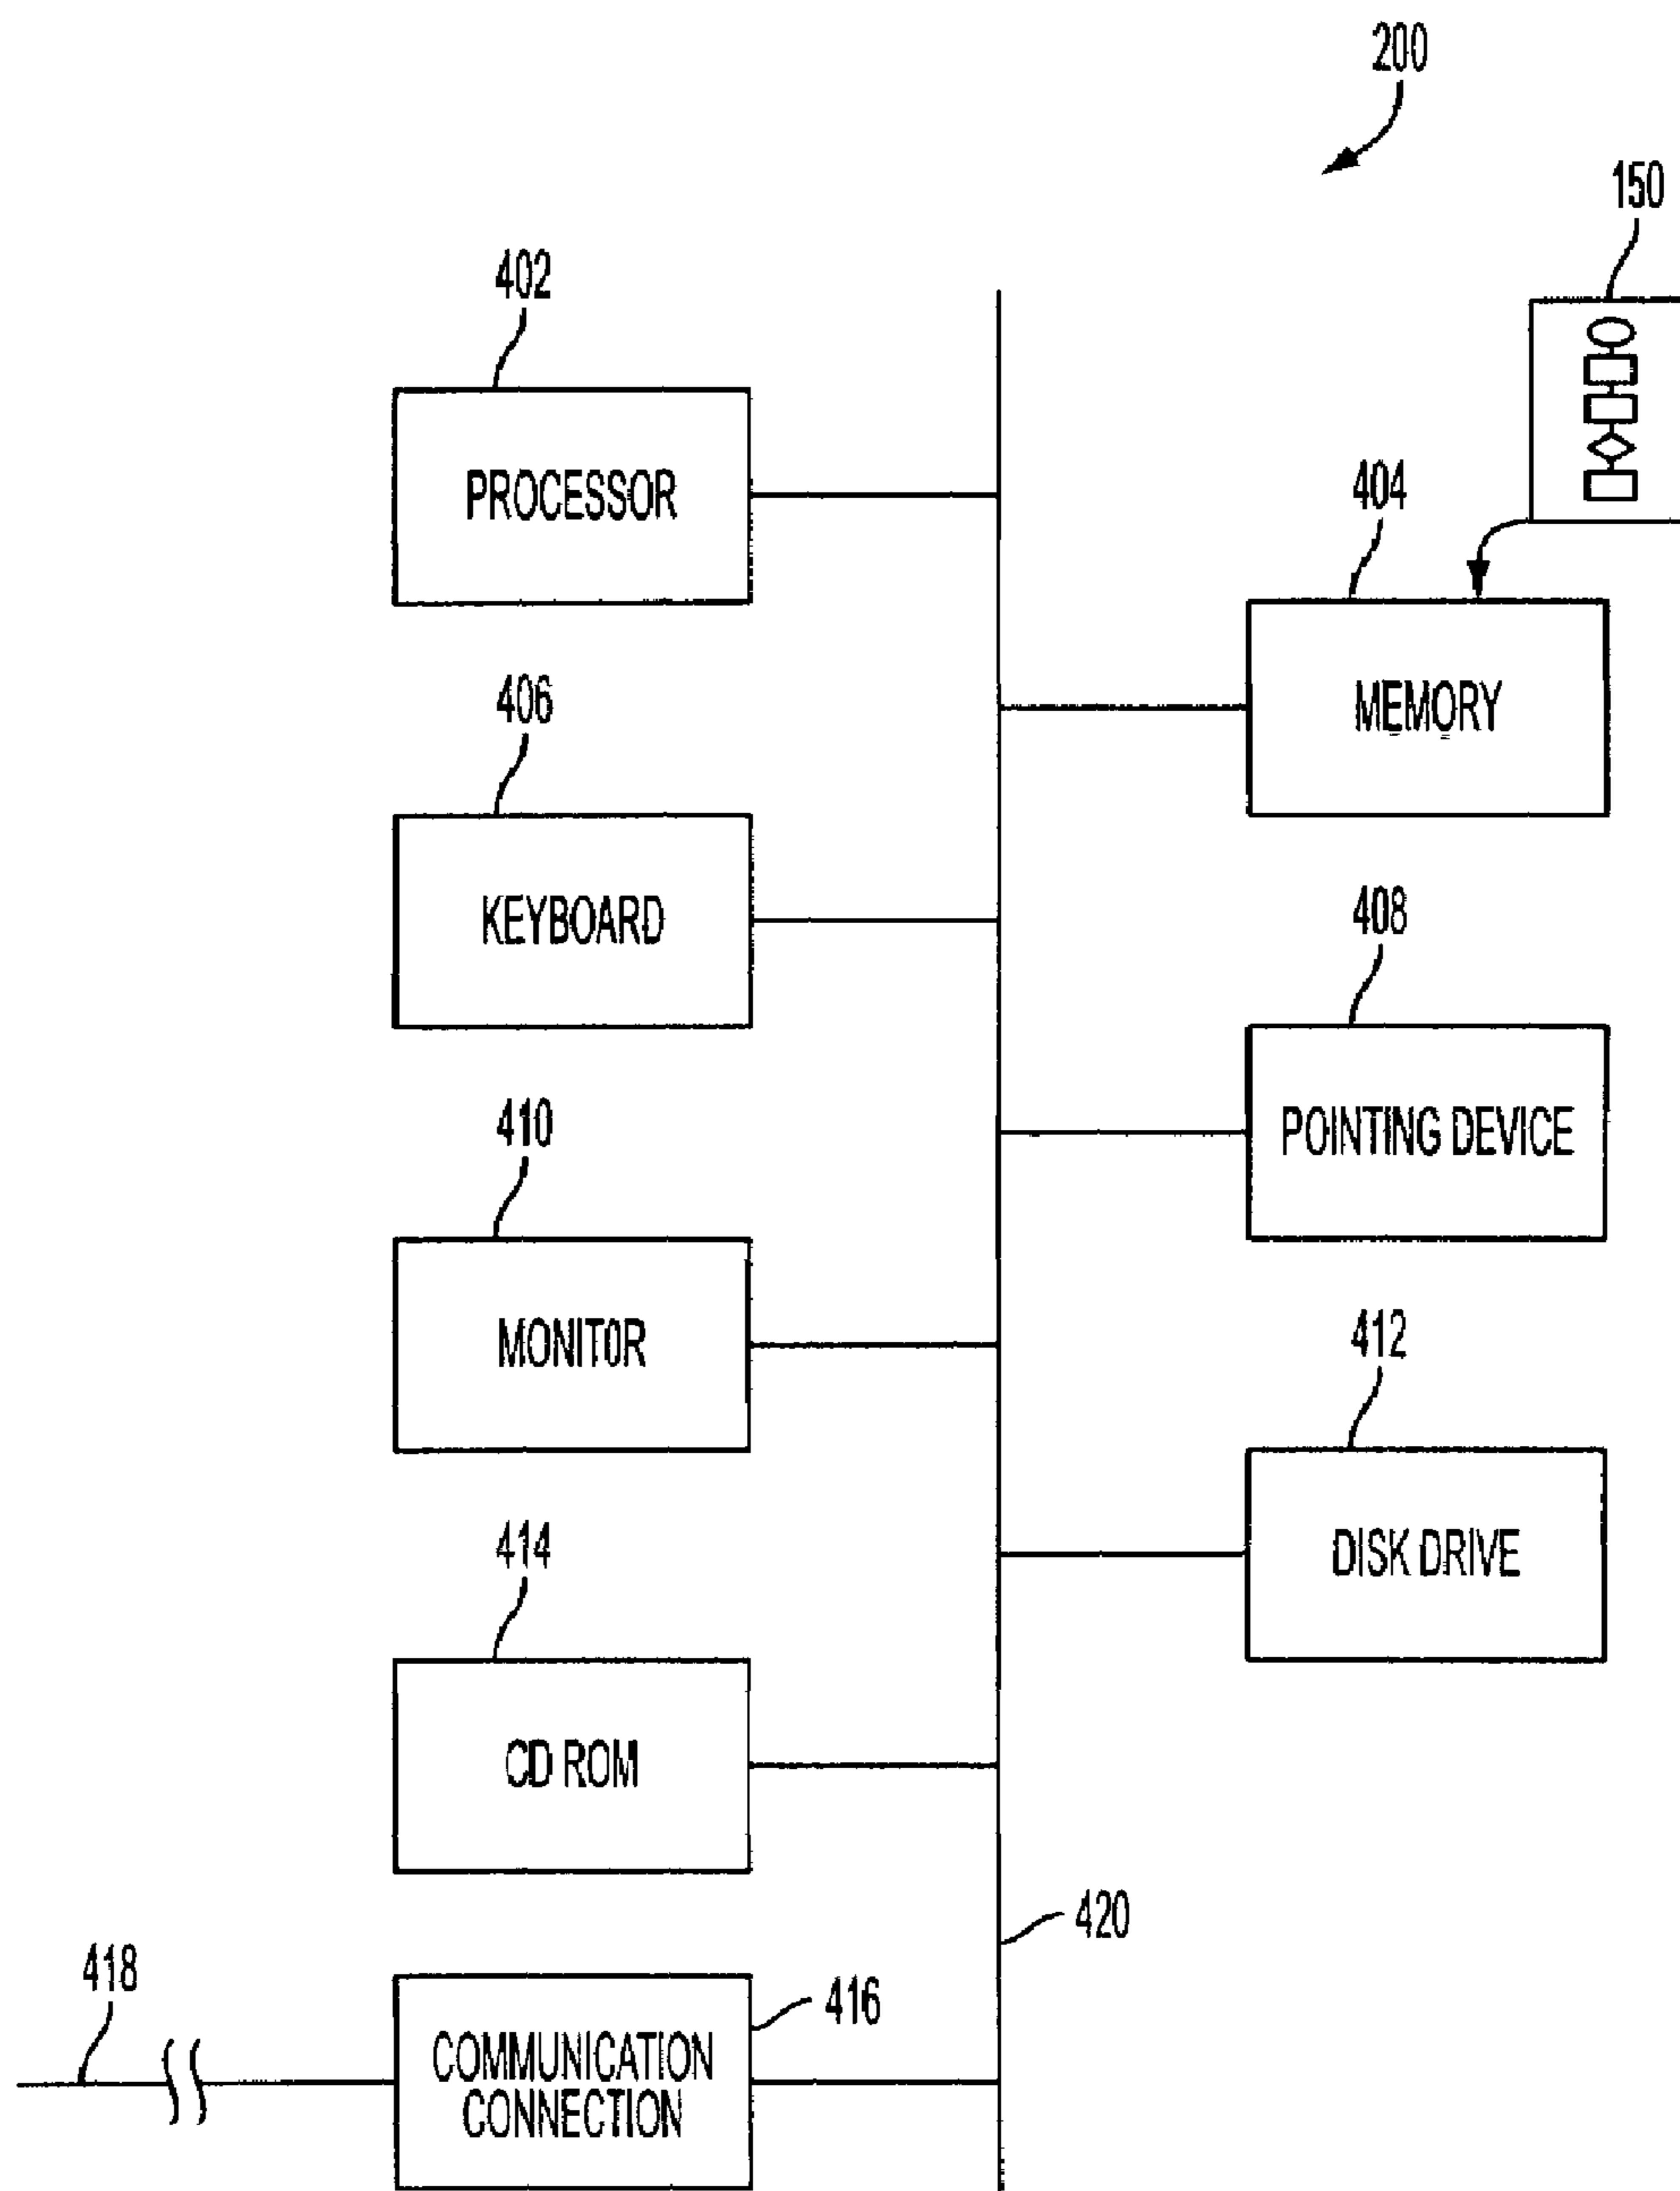 200
150
402
PROCESSOR
404
MEMORY
406
KEYBOARD
408
POINTING DEVICE
410
MONITOR
412
DISK DRIVE
414
CD ROM
420
418
416
COMMUNICATION
CONNECTION